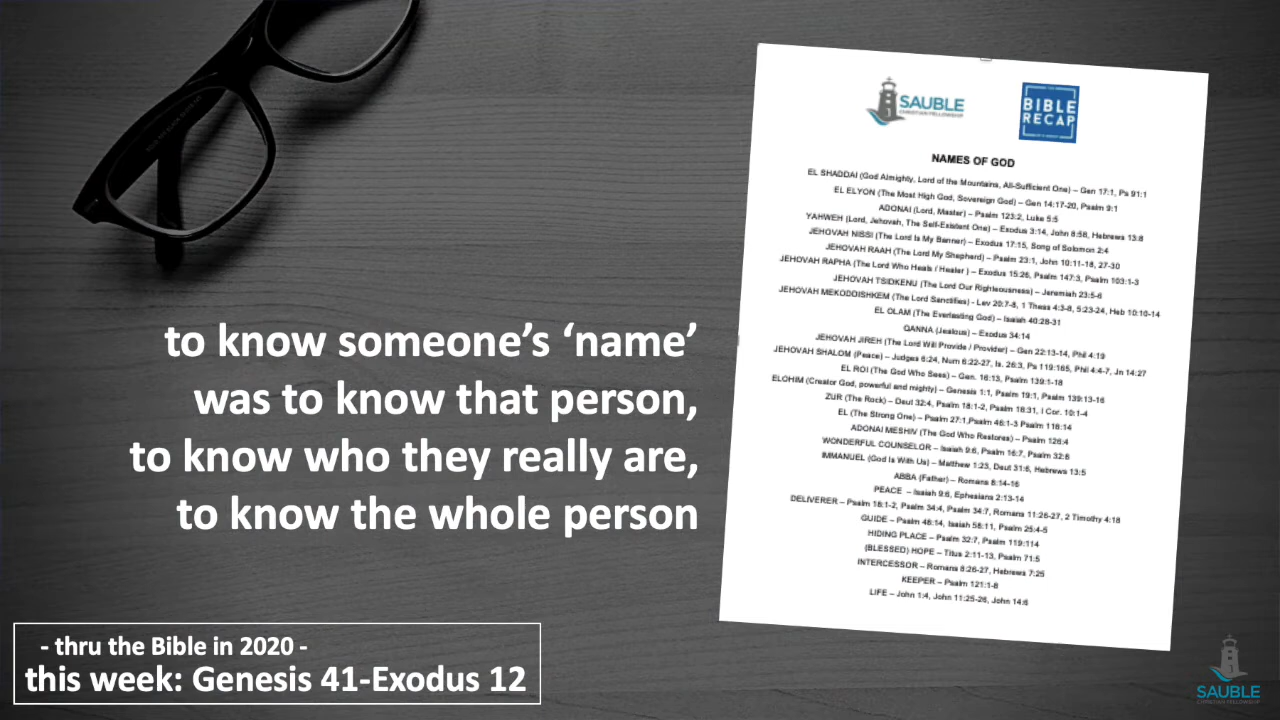 to know someone’s ‘name’
was to know that person,
to know who they really are,
to know the whole person
- thru the Bible in 2020 -
this week: Genesis 41-Exodus 12
SAUBLE
CHRISTIAN FELLOWSHIP
BIBLE
RECAP
NAMES OF GOD
EL SHADDAI (God Almighty, Lord of the Mountains, All-Sufficient One) – Gen 17:1, Ps 91:1
EL ELYON (The Most High God, Sovereign God) – Gen 14:17-20, Psalm 9:1
ADONAI (Lord, Master) – Psalm 123:2, Luke 5:5
YAHWEH (Lord, Jehovah, The Self-Existent One) – Exodus 3:14, John 8:58, Hebrews 13:8
JEHOVAH NISSI (The Lord Is My Banner) – Exodus 17:15, Song of Solomon 2:4
JEHOVAH RAAH (The Lord My Shepherd) – Psalm 23:1, John 10:11-18, 27-30
JEHOVAH RAPHA (The Lord Who Heals / Healer ) – Exodus 15:26, Psalm 147:3, Psalm 103:1-3
JEHOVAH TSIDKENU (The Lord Our Righteousness) – Jeremiah 23:5-6
JEHOVAH MEKODDISHKEM (The Lord Sanctifies) - Lev 20:7-8, 1 Thess 4:3-8, 5:23-24, Heb 10:10-14
EL OLAM (The Everlasting God) – Isaiah 40:28-31
QANNA (Jealous) – Exodus 34:14
JEHOVAH JIREH (The Lord Will Provide / Provider) – Gen 22:13-14, Phil 4:19
JEHOVAH SHALOM (Peace) – Judges 6:24, Num 6:22-27, Is. 26:3, Ps 119:165, Phil 4:4-7, Jn 14:27
EL ROI (The God Who Sees) – Gen. 16:13, Psalm 139:1-18
ELOHIM (Creator God, powerful and mighty) – Genesis 1:1, Psalm 19:1, Psalm 139:13-16
ZUR (The Rock) – Deut 32:4, Psalm 18:1-2, Psalm 18:31, I Cor. 10:1-4
EL (The Strong One) – Psalm 27:1,Psalm 46:1-3 Psalm 118:14
ADONAI MESHIV (The God Who Restores) – Psalm 126:4
WONDERFUL COUNSELOR – Isaiah 9:6, Psalm 16:7, Psalm 32:8
IMMANUEL (God Is With Us) – Matthew 1:23, Deut 31:6, Hebrews 13:5
ABBA (Father) – Romans 8:14-16
PEACE – Isaiah 9:6, Ephesians 2:13-14
DELIVERER – Psalm 18:1-2, Psalm 34:4, Psalm 34:7, Romans 11:26-27, 2 Timothy 4:18
GUIDE – Psalm 48:14, Isaiah 58:11, Psalm 25:4-5
HIDING PLACE – Psalm 32:7, Psalm 119:114
(BLESSED) HOPE – Titus 2:11-13, Psalm 71:5
INTERCESSOR – Romans 8:26-27, Hebrews 7:25
KEEPER – Psalm 121:1-8
LIFE – John 1:4, John 11:25-26, John 14:6
SAUBLE
CHRISTIAN FELLOWSHIP